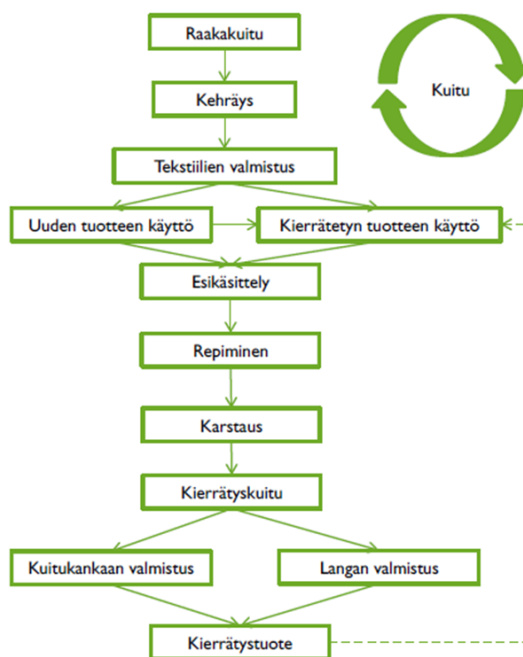 Raakakuitu
Kuitu
Kehräys
Tekstiilien valmistus
Uuden tuotteen käyttö
Kierrätetyn tuotteen käyttö
Esikäsittely
Repiminen
Karstaus
Kierrätyskuitu
Kuitukankaan valmistus
Langan valmistus
Kierrätystuote